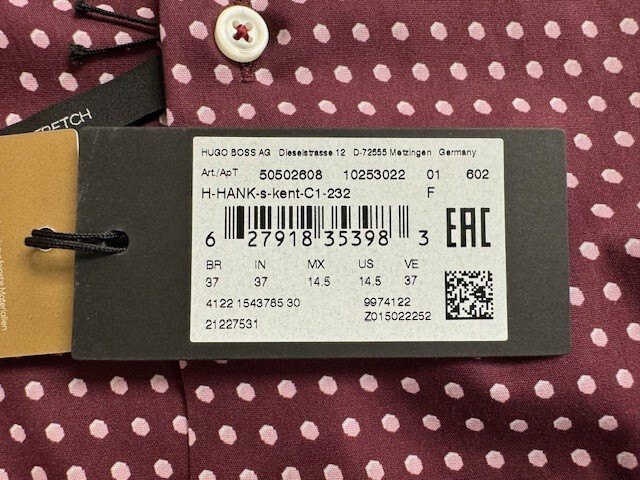 STRETCH
HUGO BOSS AG Dieselstrasse 12 D-72555 Metzingen Germany
Art./ApT 50502608 10253022 01 602
H-HANK-s-kent-C1-232 F
6 27918 35398 3
EAC
BR IN MX US VE
37 37 14.5 14.5 37
4122 1543785 30 9974122
21227531 Z015022252